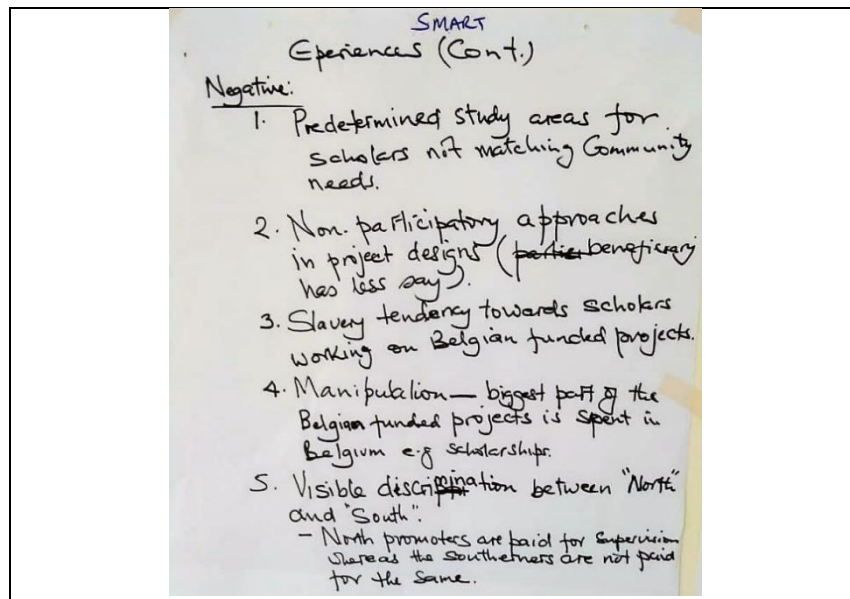 SMART
Eperiences (Cont.)
Negative:
1. Predetermined study areas for
scholars not matching Community
needs.
2. Non-participatory approaches
in project designs (beneficiary
has less say).
3. Slavery tendency towards scholars
working on Belgian funded projects.
4. Manipulation — biggest part of the
Belgian funded projects is spent in
Belgium e.g scholarships.
5. Visible discrimination between "North"
and "South".
- North promoters are paid for supervision
whereas the southerners are not paid
for the same.